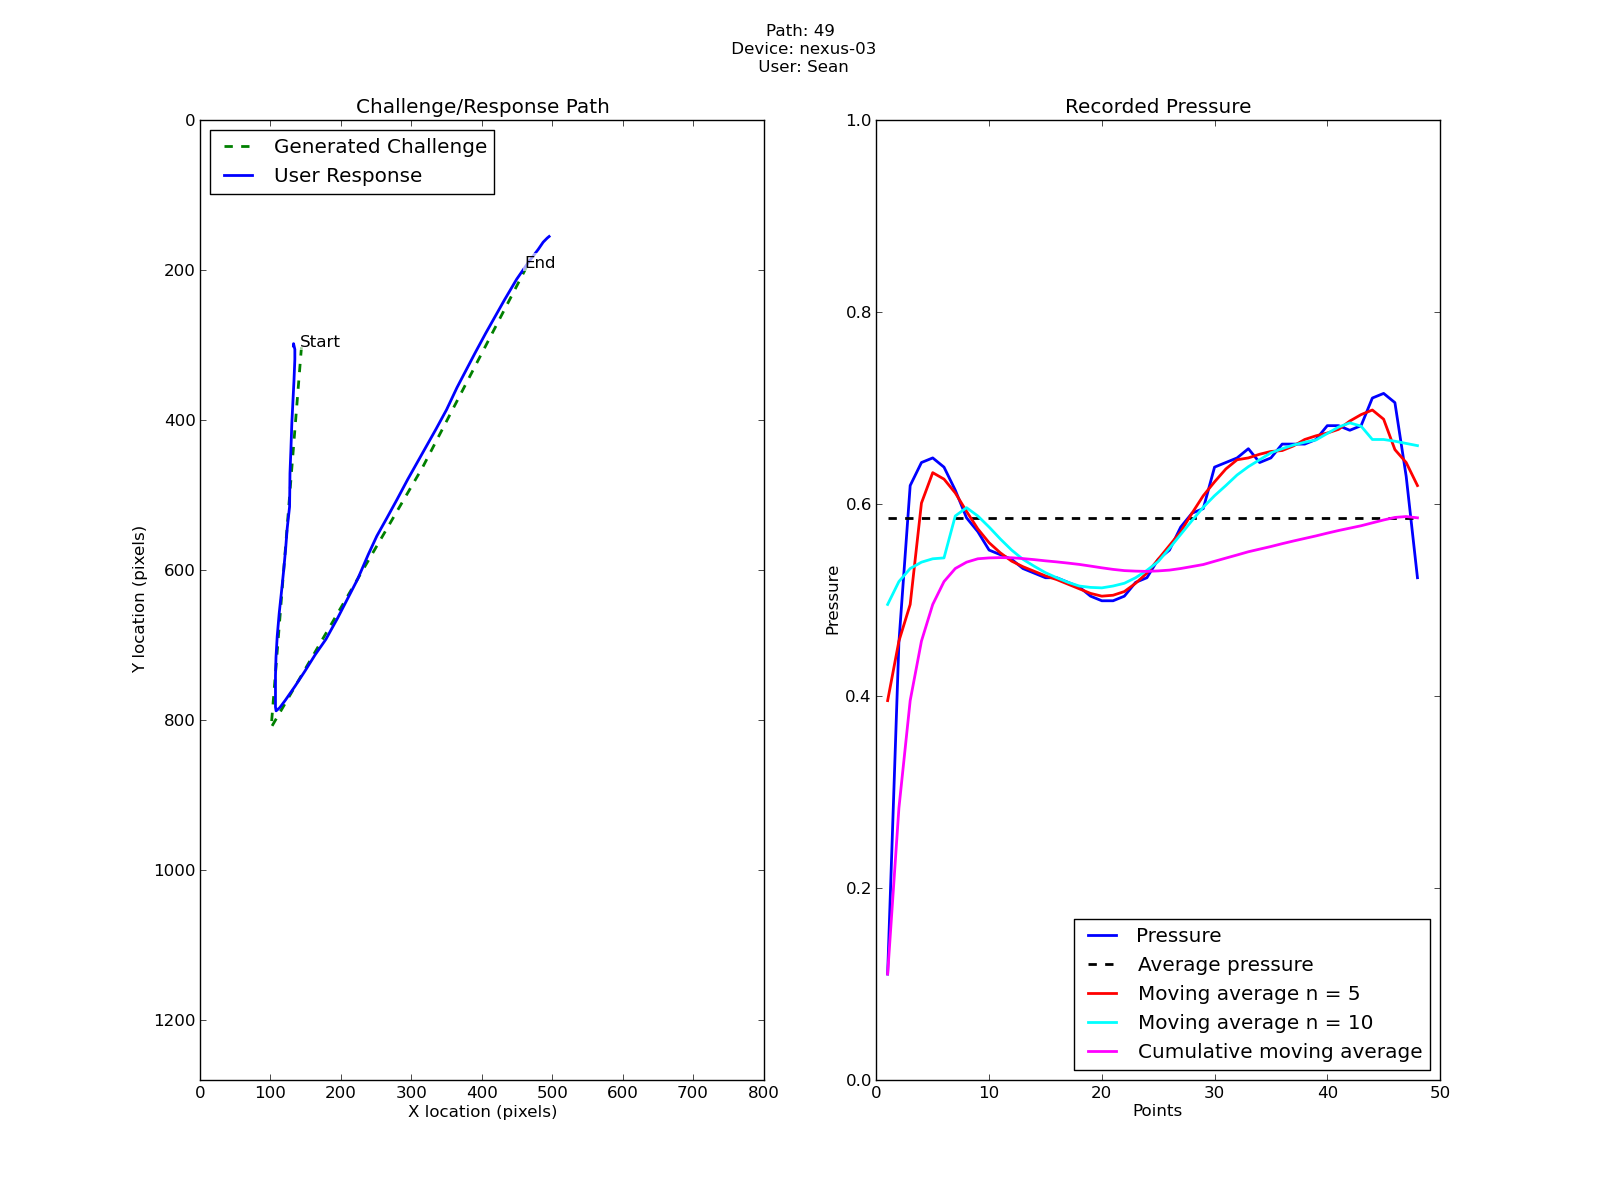 Path: 49
Device: nexus-03
User: Sean
Challenge/Response Path
Generated Challenge
User Response
Start
End
0
200
400
600
800
1000
1200
Y location (pixels)
0 100 200 300 400 500 600 700 800
X location (pixels)
Recorded Pressure
1.0
0.8
0.6
0.4
0.2
0.0
Pressure
Pressure
Average pressure
Moving average n = 5
Moving average n = 10
Cumulative moving average
0 10 20 30 40 50
Points